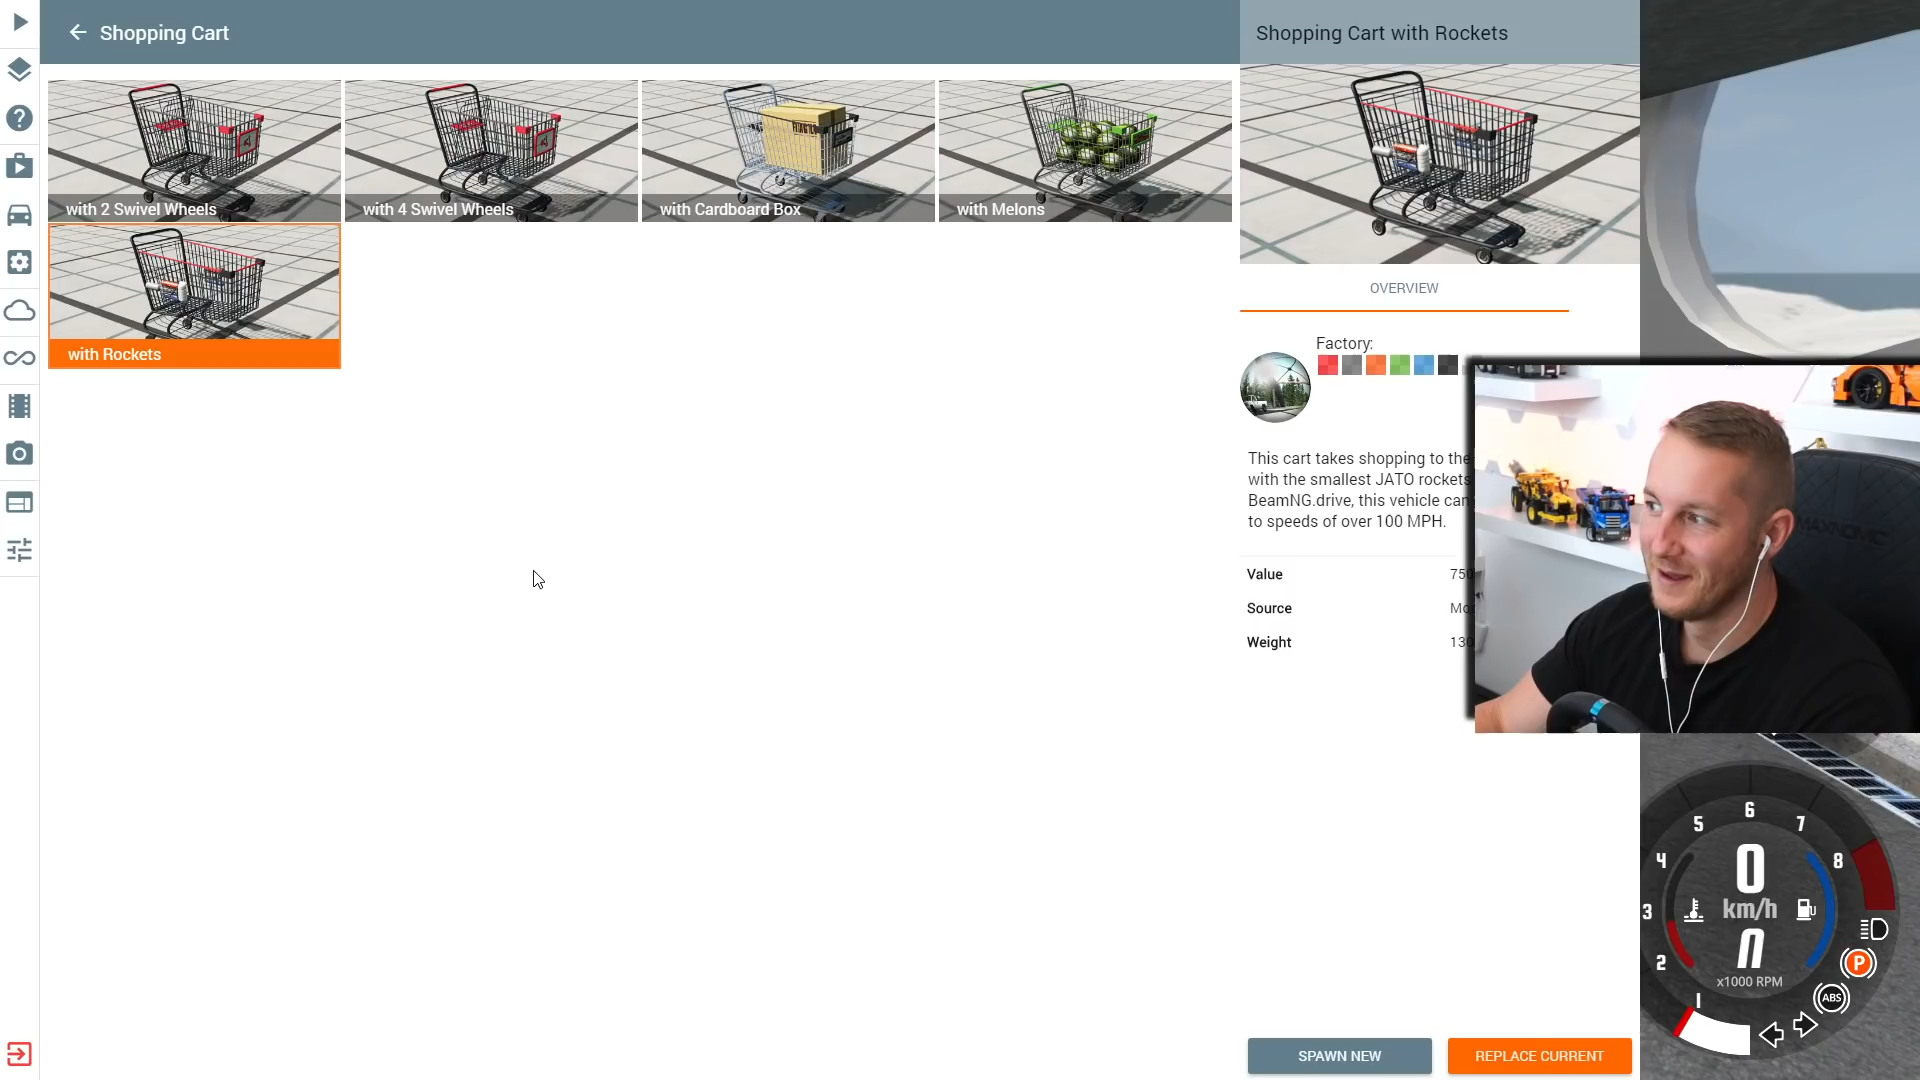 Shopping Cart
Shopping Cart with Rockets
with 2 Swivel Wheels
with 4 Swivel Wheels
with Cardboard Box
with Melons
with Rockets
OVERVIEW
Factory:
This cart takes shopping to the
with the smallest JATO rockets
BeamNG.drive, this vehicle can
to speeds of over 100 MPH.
Value
Source
Weight
MAXNOMIC
6
5 7
4 8
0
3 km/h
n
2 P
x1000 RPM
1 ABS
SPAWN NEW
REPLACE CURRENT